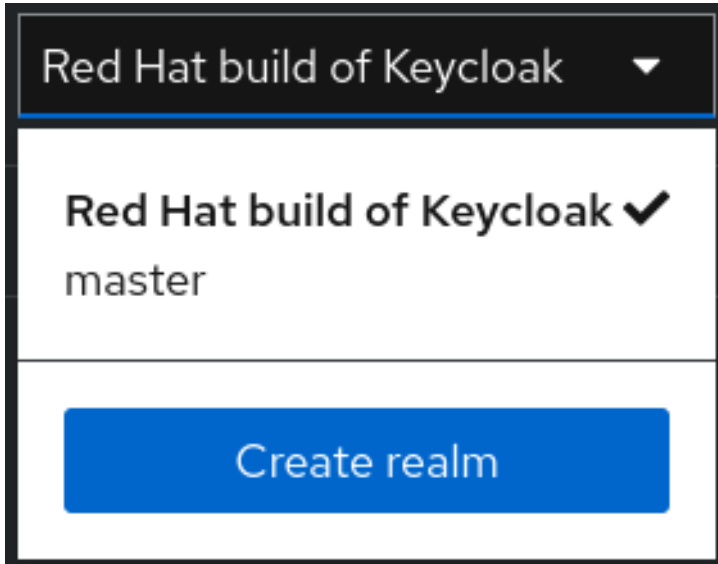 Red Hat build of Keycloak
Red Hat build of Keycloak
master
Create realm